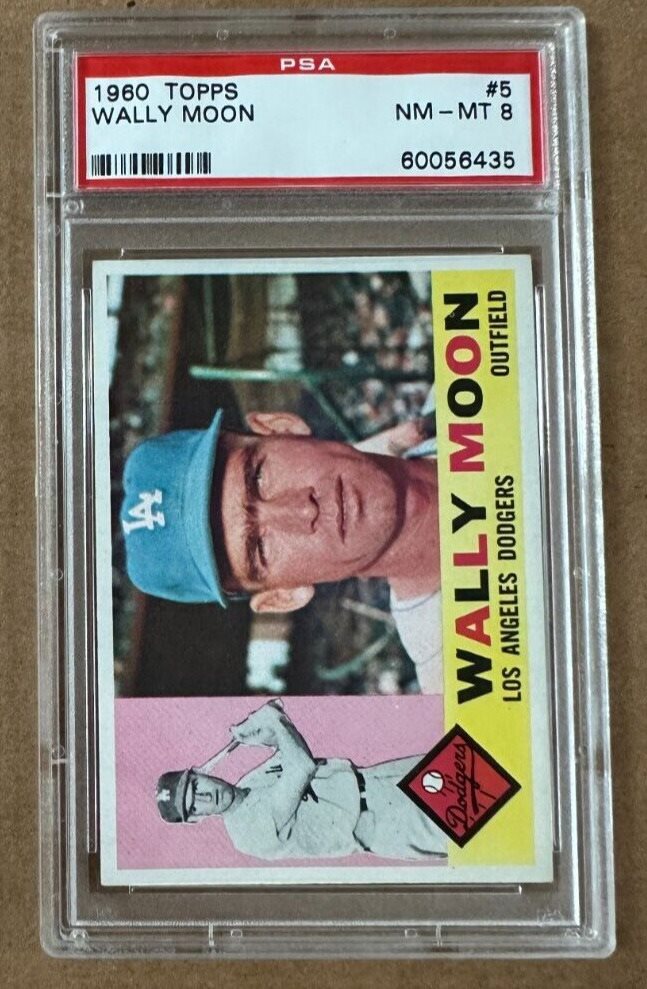 PSA
1960 TOPPS #5
WALLY MOON NM-MT 8
60056435
LA
WALLY MOON
LOS ANGELES DODGERS OUTFIELD
Dodgers